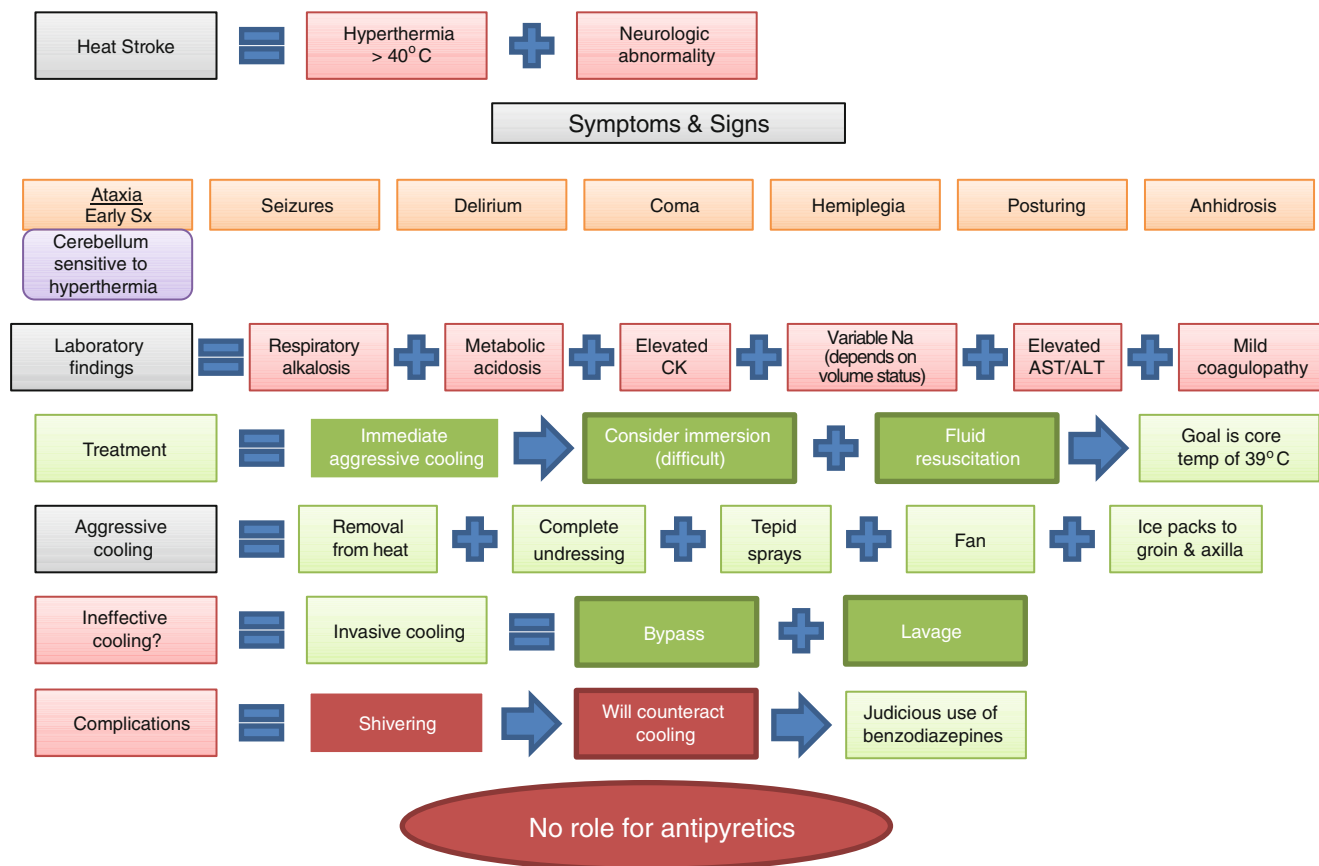 Heat Stroke
Hyperthermia
> 40°C
Neurologic
abnormality
Symptoms & Signs
Ataxia
Early Sx
Seizures
Delirium
Coma
Hemiplegia
Posturing
Anhidrosis
Cerebellum
sensitive to
hyperthermia
Laboratory
findings
Respiratory
alkalosis
Metabolic
acidosis
Elevated
CK
Variable Na
(depends on
volume status)
Elevated
AST/ALT
Mild
coagulopathy
Treatment
Immediate
aggressive cooling
Consider immersion
(difficult)
Fluid
resuscitation
Goal is core
temp of 39°C
Aggressive
cooling
Removal
from heat
Complete
undressing
Tepid
sprays
Fan
Ice packs to
groin & axilla
Ineffective
cooling?
Invasive cooling
Bypass
Lavage
Complications
Shivering
Will counteract
cooling
Judicious use of
benzodiazepines
No role for antipyretics